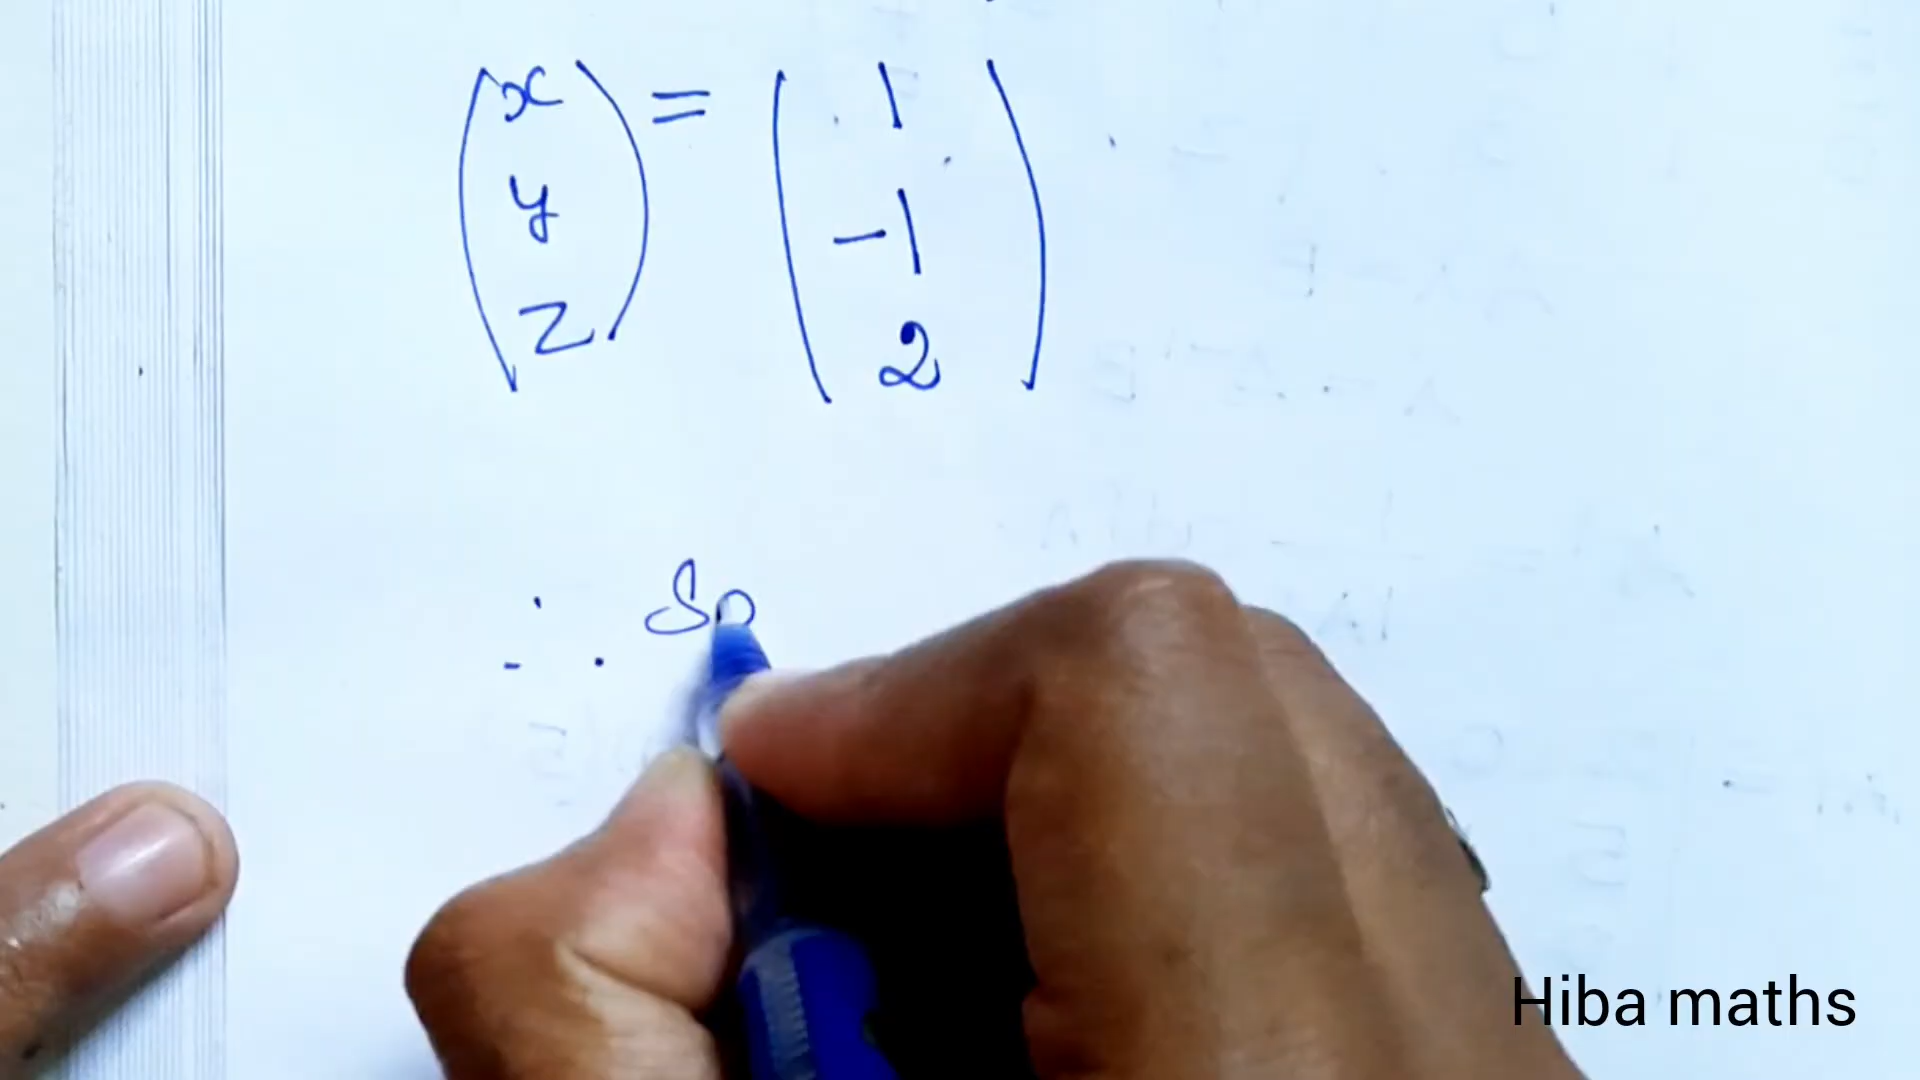 (x) = (1)
(y) (-1)
(z) (2)
∴ So
Hiba maths